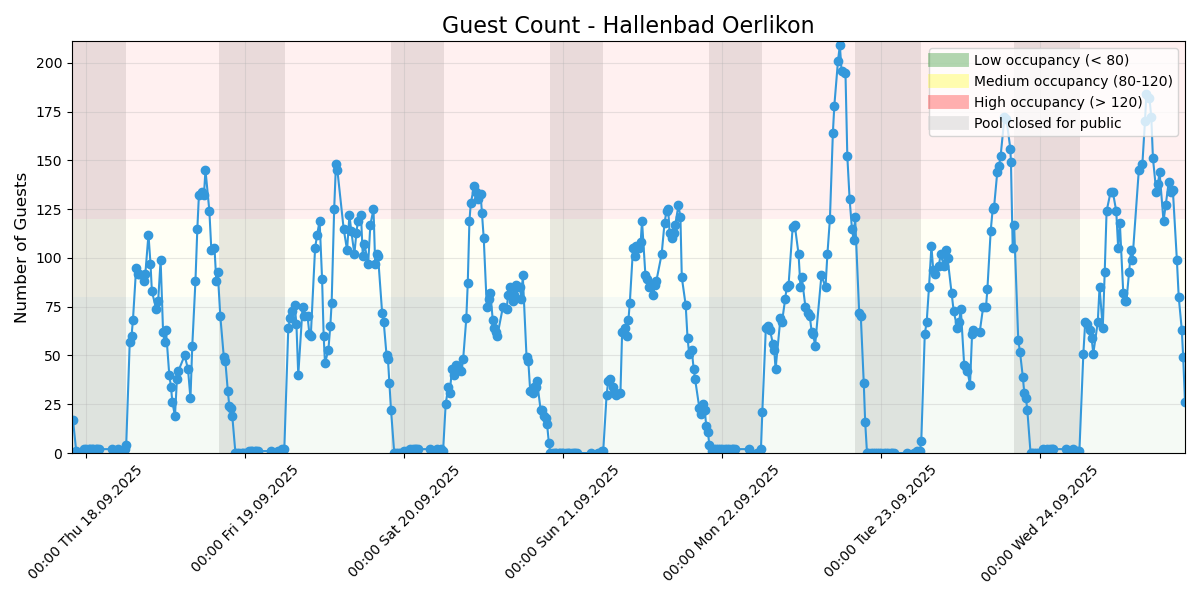 Guest Count - Hallenbad Oerlikon
Number of Guests
200
175
150
125
100
75
50
25
0
Low occupancy (< 80)
Medium occupancy (80-120)
High occupancy (> 120)
Pool closed for public
00:00 Thu 18.09.2025
00:00 Fri 19.09.2025
00:00 Sat 20.09.2025
00:00 Sun 21.09.2025
00:00 Mon 22.09.2025
00:00 Tue 23.09.2025
00:00 Wed 24.09.2025